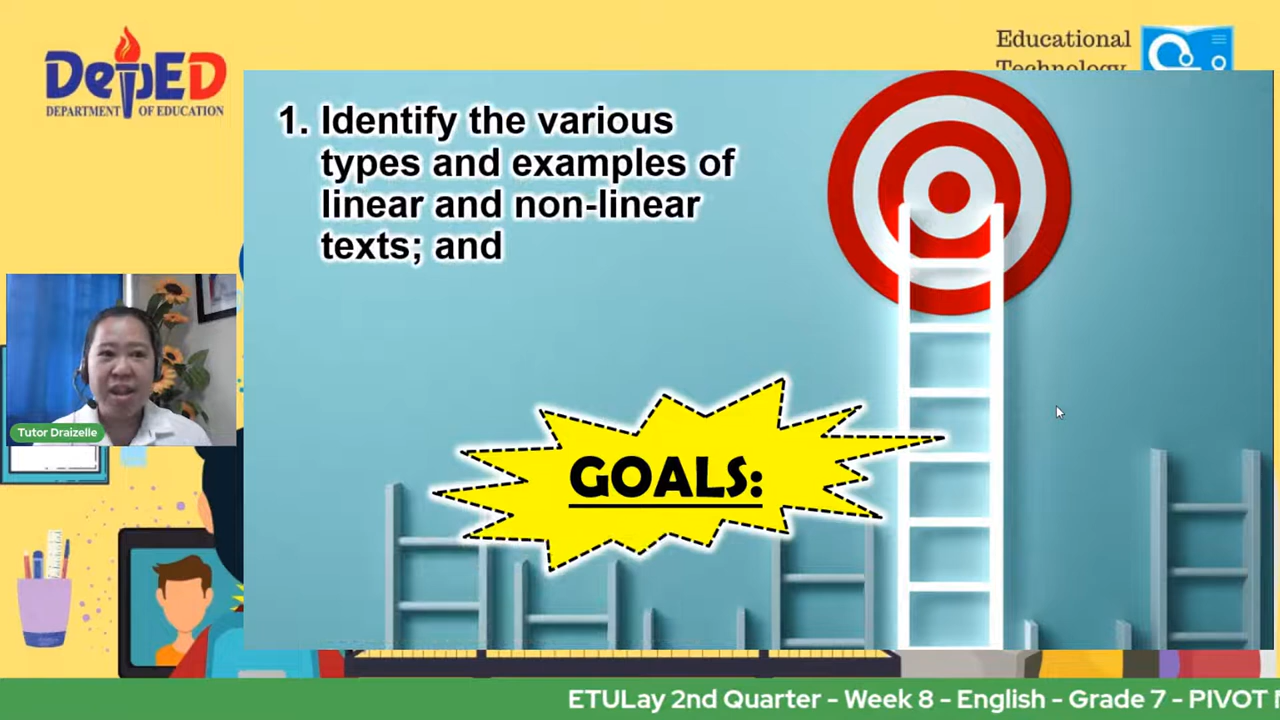 DepED
DEPARTMENT OF EDUCATION
Educational
Technology
1. Identify the various
types and examples of
linear and non-linear
texts; and
GOALS:
Tutor Draizelle
ETULay 2nd Quarter - Week 8 - English - Grade 7 - PIVOT